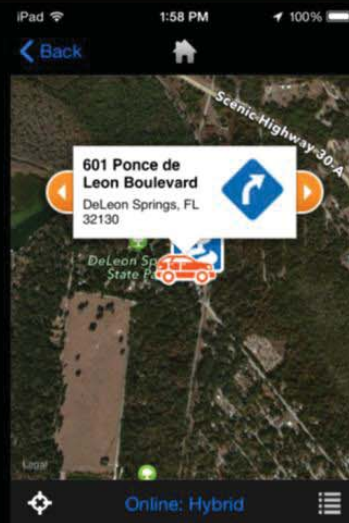 iPad 1:58 PM 100%
Back
Scenic-Highway-30-A
601 Ponce de
Leon Boulevard
DeLeon Springs, FL
32130
DeLeon Sp
State Pa
Legal
Online: Hybrid